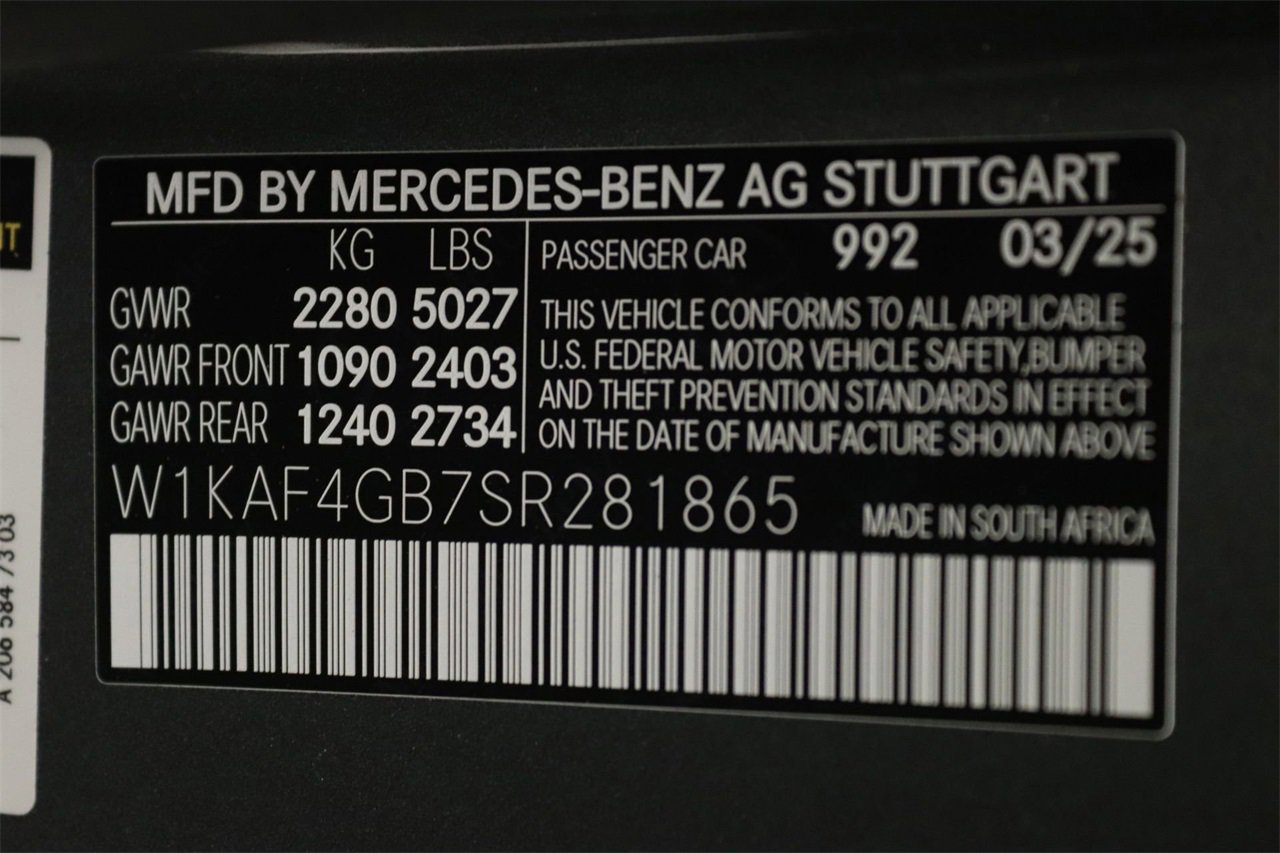 MFD BY MERCEDES-BENZ AG STUTTGART
KG LBS
GVWR 2280 5027
GAWR FRONT 1090 2403
GAWR REAR 1240 2734
PASSENGER CAR 992 03/25
THIS VEHICLE CONFORMS TO ALL APPLICABLE
U.S. FEDERAL MOTOR VEHICLE SAFETY,BUMPER
AND THEFT PREVENTION STANDARDS IN EFFECT
ON THE DATE OF MANUFACTURE SHOWN ABOVE
W1KAF4GB7SR281865
MADE IN SOUTH AFRICA
A 206 584 73 03